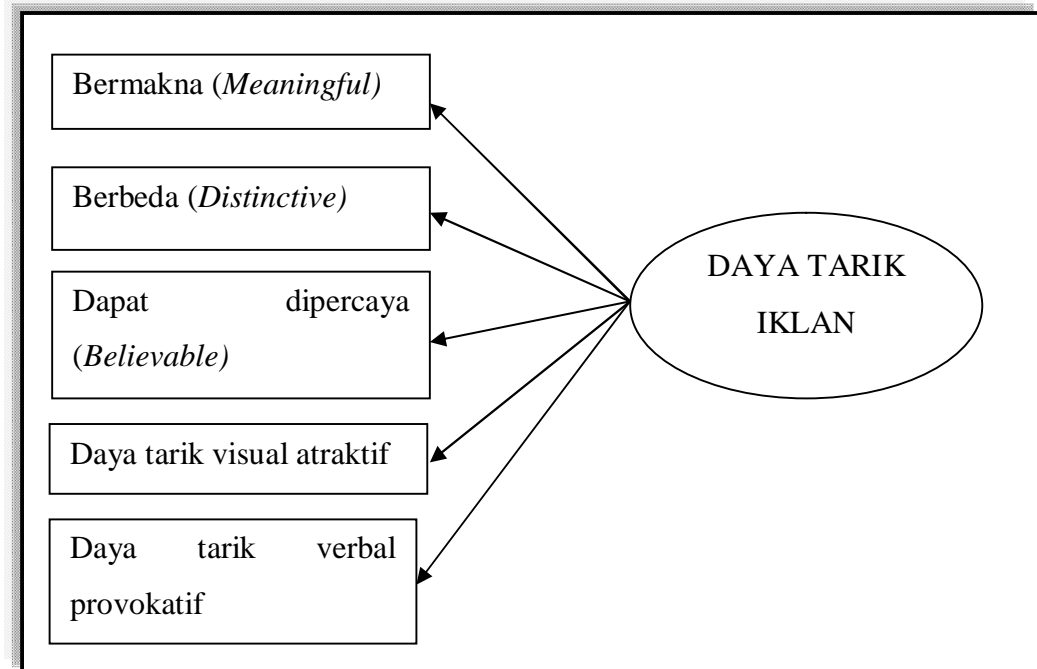 Bermakna (Meaningful)
Berbeda (Distinctive)
Dapat dipercaya
(Believable)
Daya tarik visual atraktif
Daya tarik verbal
provokatif
DAYA TARIK
IKLAN